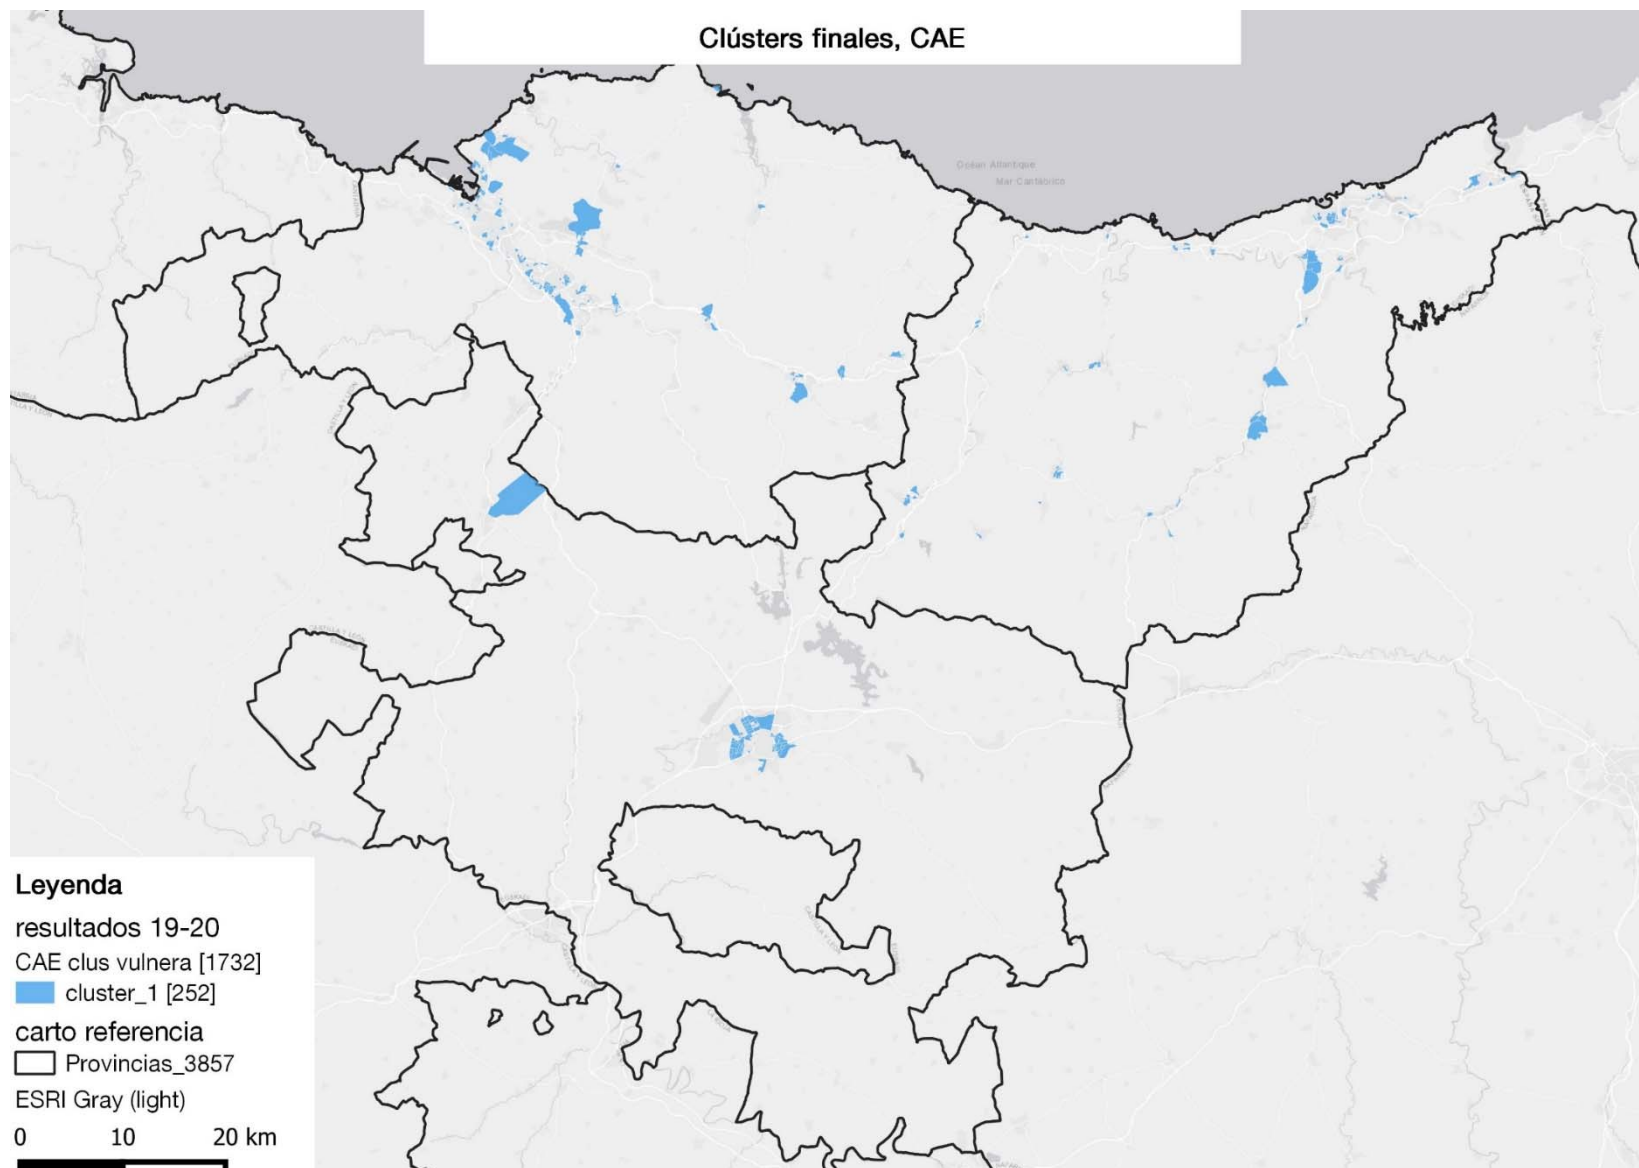 Clústers finales, CAE
Océan Atlantique
Mar Cantábrico
Leyenda
resultados 19-20
CAE clus vulnera [1732]
cluster_1 [252]
carto referencia
Provincias_3857
ESRI Gray (light)
0 10 20 km